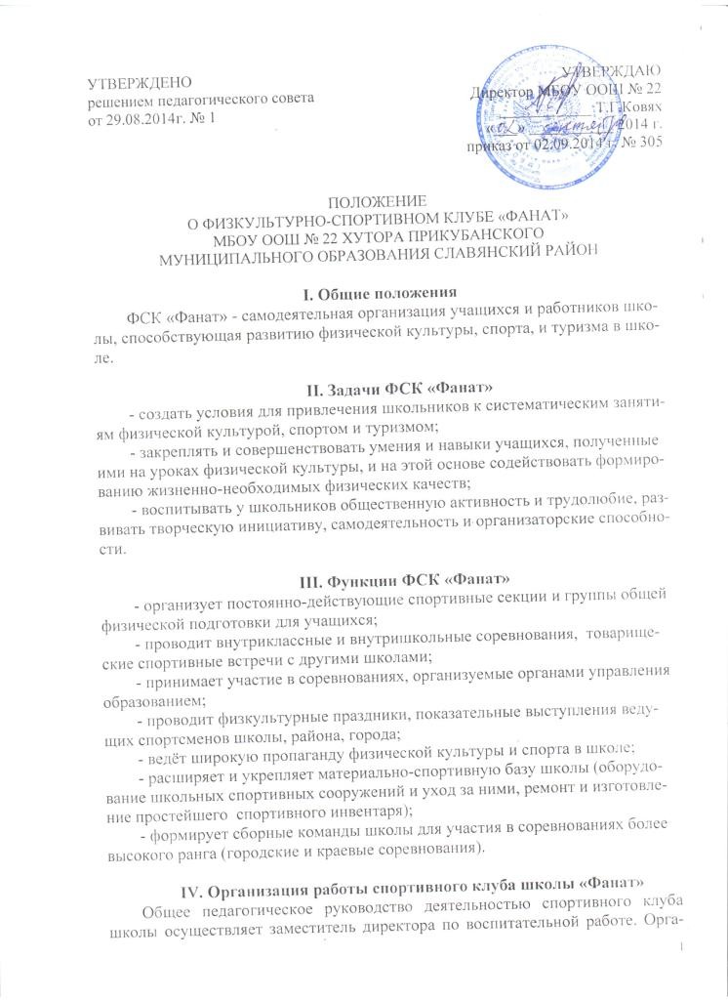 УТВЕРЖДЕНО
решением педагогического совета
от 29.08.2014г. № 1
УТВЕРЖДАЮ
Директор МБОУ ООШ № 22
Т.Г.Ковях
«02» сентября 2014 г.
приказ от 02.09.2014 г. № 305
ПОЛОЖЕНИЕ
О ФИЗКУЛЬТУРНО-СПОРТИВНОМ КЛУБЕ «ФАНАТ»
МБОУ ООШ № 22 ХУТОРА ПРИКУБАНСКОГО
МУНИЦИПАЛЬНОГО ОБРАЗОВАНИЯ СЛАВЯНСКИЙ РАЙОН
I. Общие положения
ФСК «Фанат» - самодеятельная организация учащихся и работников шко-
лы, способствующая развитию физической культуры, спорта, и туризма в шко-
ле.
II. Задачи ФСК «Фанат»
- создать условия для привлечения школьников к систематическим заняти-
ям физической культурой, спортом и туризмом;
- закреплять и совершенствовать умения и навыки учащихся, полученные
ими на уроках физической культуры, и на этой основе содействовать формиро-
ванию жизненно-необходимых физических качеств;
- воспитывать у школьников общественную активность и трудолюбие, раз-
вивать творческую инициативу, самодеятельность и организаторские способно-
сти.
III. Функции ФСК «Фанат»
- организует постоянно-действующие спортивные секции и группы общей
физической подготовки для учащихся;
- проводит внутриклассные и внутришкольные соревнования, товарище-
ские спортивные встречи с другими школами;
- принимает участие в соревнованиях, организуемые органами управления
образованием;
- проводит физкультурные праздники, показательные выступления веду-
щих спортсменов школы, района, города;
- ведёт широкую пропаганду физической культуры и спорта в школе;
- расширяет и укрепляет материально-спортивную базу школы (оборудо-
вание школьных спортивных сооружений и уход за ними, ремонт и изготовле-
ние простейшего спортивного инвентаря);
- формирует сборные команды школы для участия в соревнованиях более
высокого ранга (городские и краевые соревнования).
IV. Организация работы спортивного клуба школы «Фанат»
Общее педагогическое руководство деятельностью спортивного клуба
школы осуществляет заместитель директора по воспитательной работе. Орга-
1